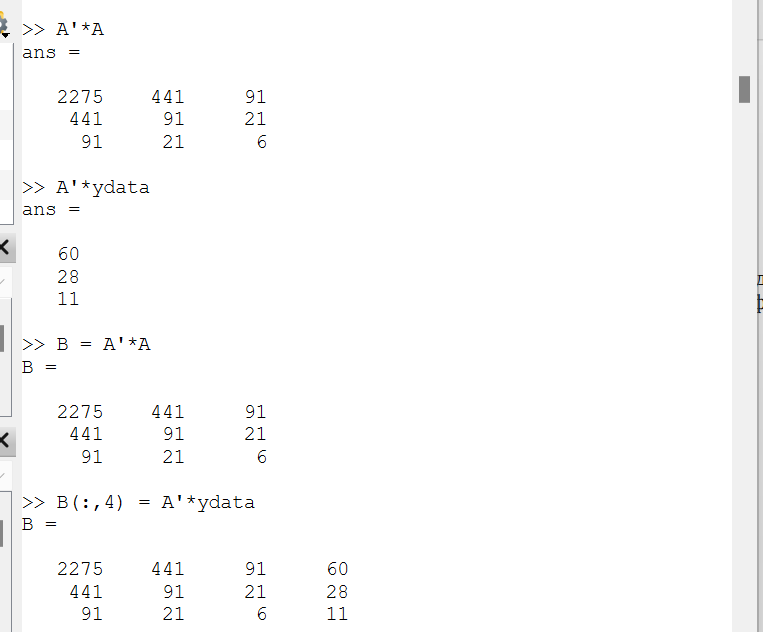 >> A'*A
ans =
2275 441 91
441 91 21
91 21 6
>> A'*ydata
ans =
60
28
11
>> B = A'*A
B =
2275 441 91
441 91 21
91 21 6
>> B(:,4) = A'*ydata
B =
2275 441 91 60
441 91 21 28
91 21 6 11